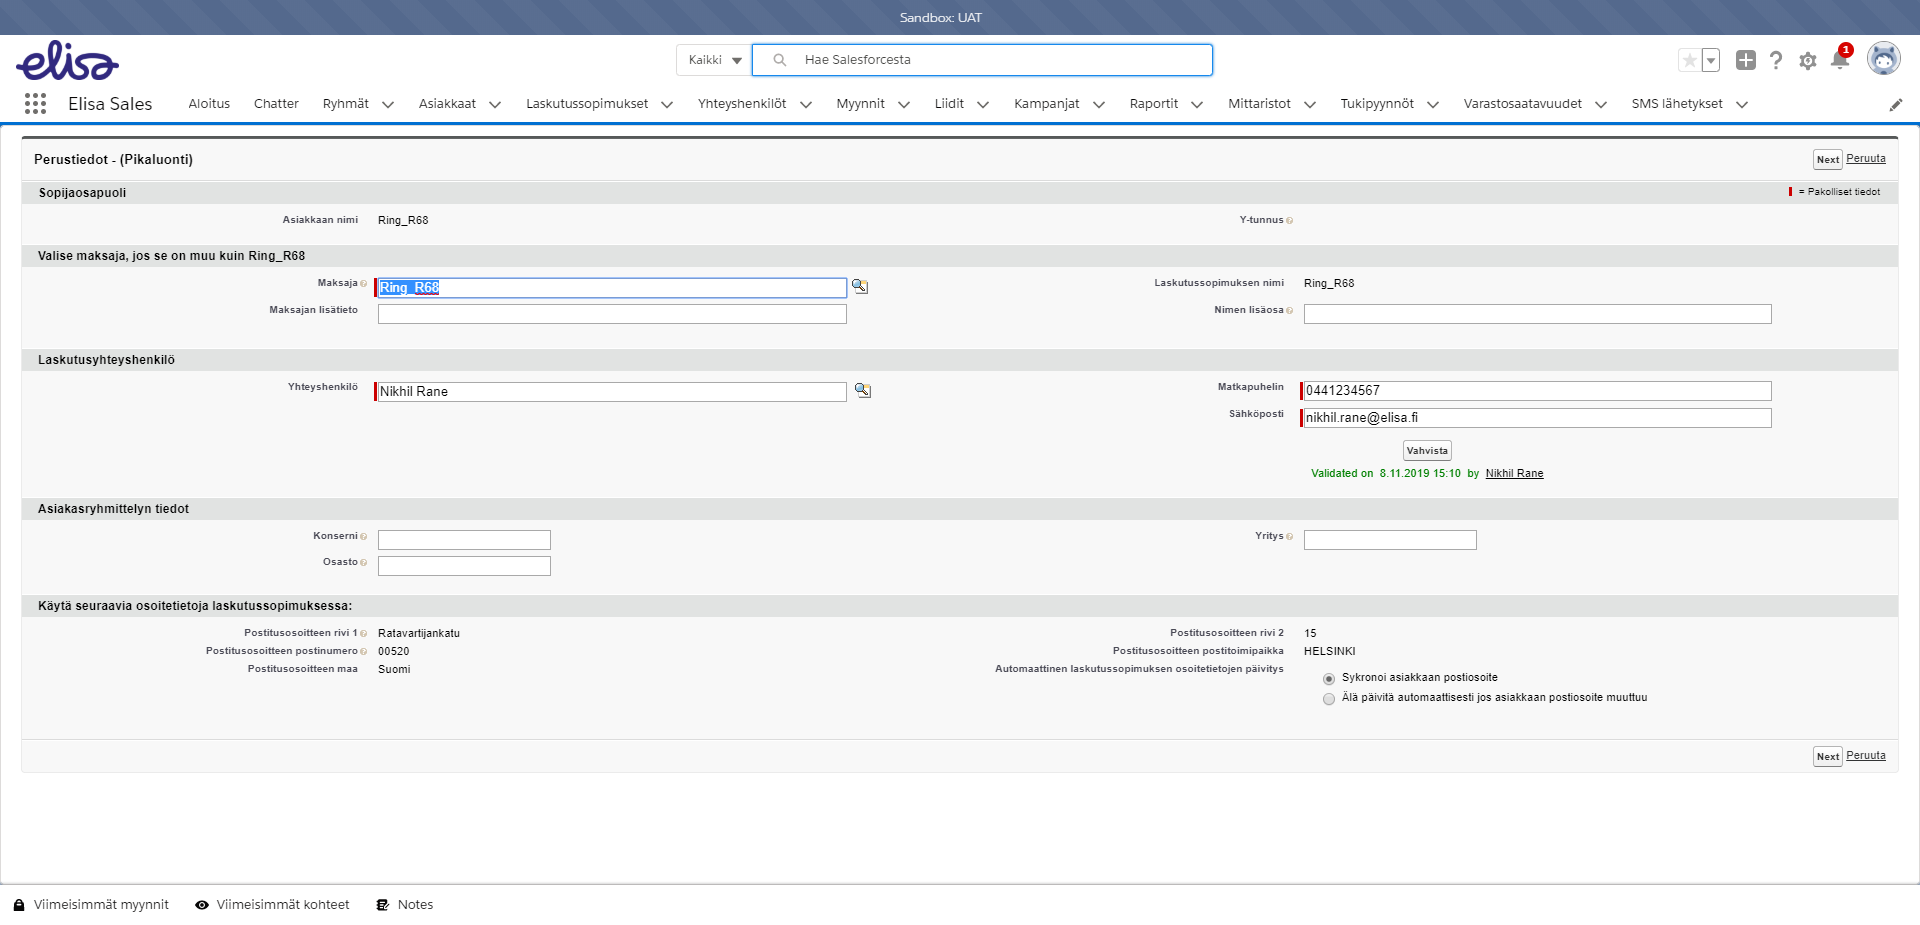 Sandbox: UAT
elisa
Kaikki
Hae Salesforcesta
1
Elisa Sales
Aloitus
Chatter
Ryhmät
Asiakkaat
Laskutussopimukset
Yhteyshenkilöt
Myynnit
Liidit
Kampanjat
Raportit
Mittaristot
Tukipyynnöt
Varastosaatavuudet
SMS lähetykset
Perustiedot - (Pikaluonti)
Next Peruuta
Sopijaosapuoli
= Pakolliset tiedot
Asiakkaan nimi Ring_R68
Y-tunnus
Valise maksaja, jos se on muu kuin Ring_R68
Maksaja Ring_R68
Laskutussopimuksen nimi Ring_R68
Maksajan lisätieto
Nimen lisäosa
Laskutusyhteyshenkilö
Yhteyshenkilö Nikhil Rane
Matkapuhelin 0441234567
Sähköposti nikhil.rane@elisa.fi
Vahvista
Validated on 8.11.2019 15:10 by Nikhil Rane
Asiakasryhmittelyn tiedot
Konserni
Yritys
Osasto
Käytä seuraavia osoitetietoja laskutussopimuksessa:
Postitusosoitteen rivi 1 Ratavartijankatu
Postitusosoitteen rivi 2 15
Postitusosoitteen postinumero 00520
Postitusosoitteen postitoimipaikka HELSINKI
Postitusosoitteen maa Suomi
Automaattinen laskutussopimuksen osoitetietojen päivitys
Sykronoi asiakkaan postiosoite
Älä päivitä automaattisesti jos asiakkaan postiosoite muuttuu
Next Peruuta
Viimeisimmät myynnit
Viimeisimmät kohteet
Notes